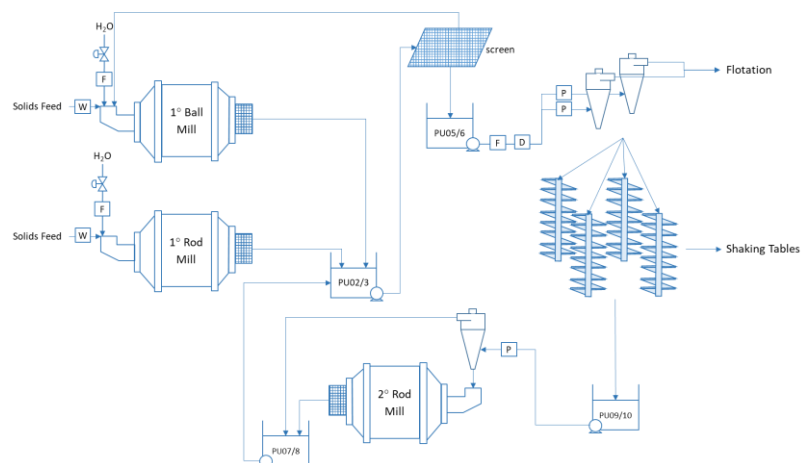 H₂O
F
Solids Feed
W
1° Ball
Mill
H₂O
F
Solids Feed
W
1° Rod
Mill
PU02/3
screen
PU05/6
F
D
P
P
Flotation
Shaking Tables
P
2° Rod
Mill
PU07/8
PU09/10